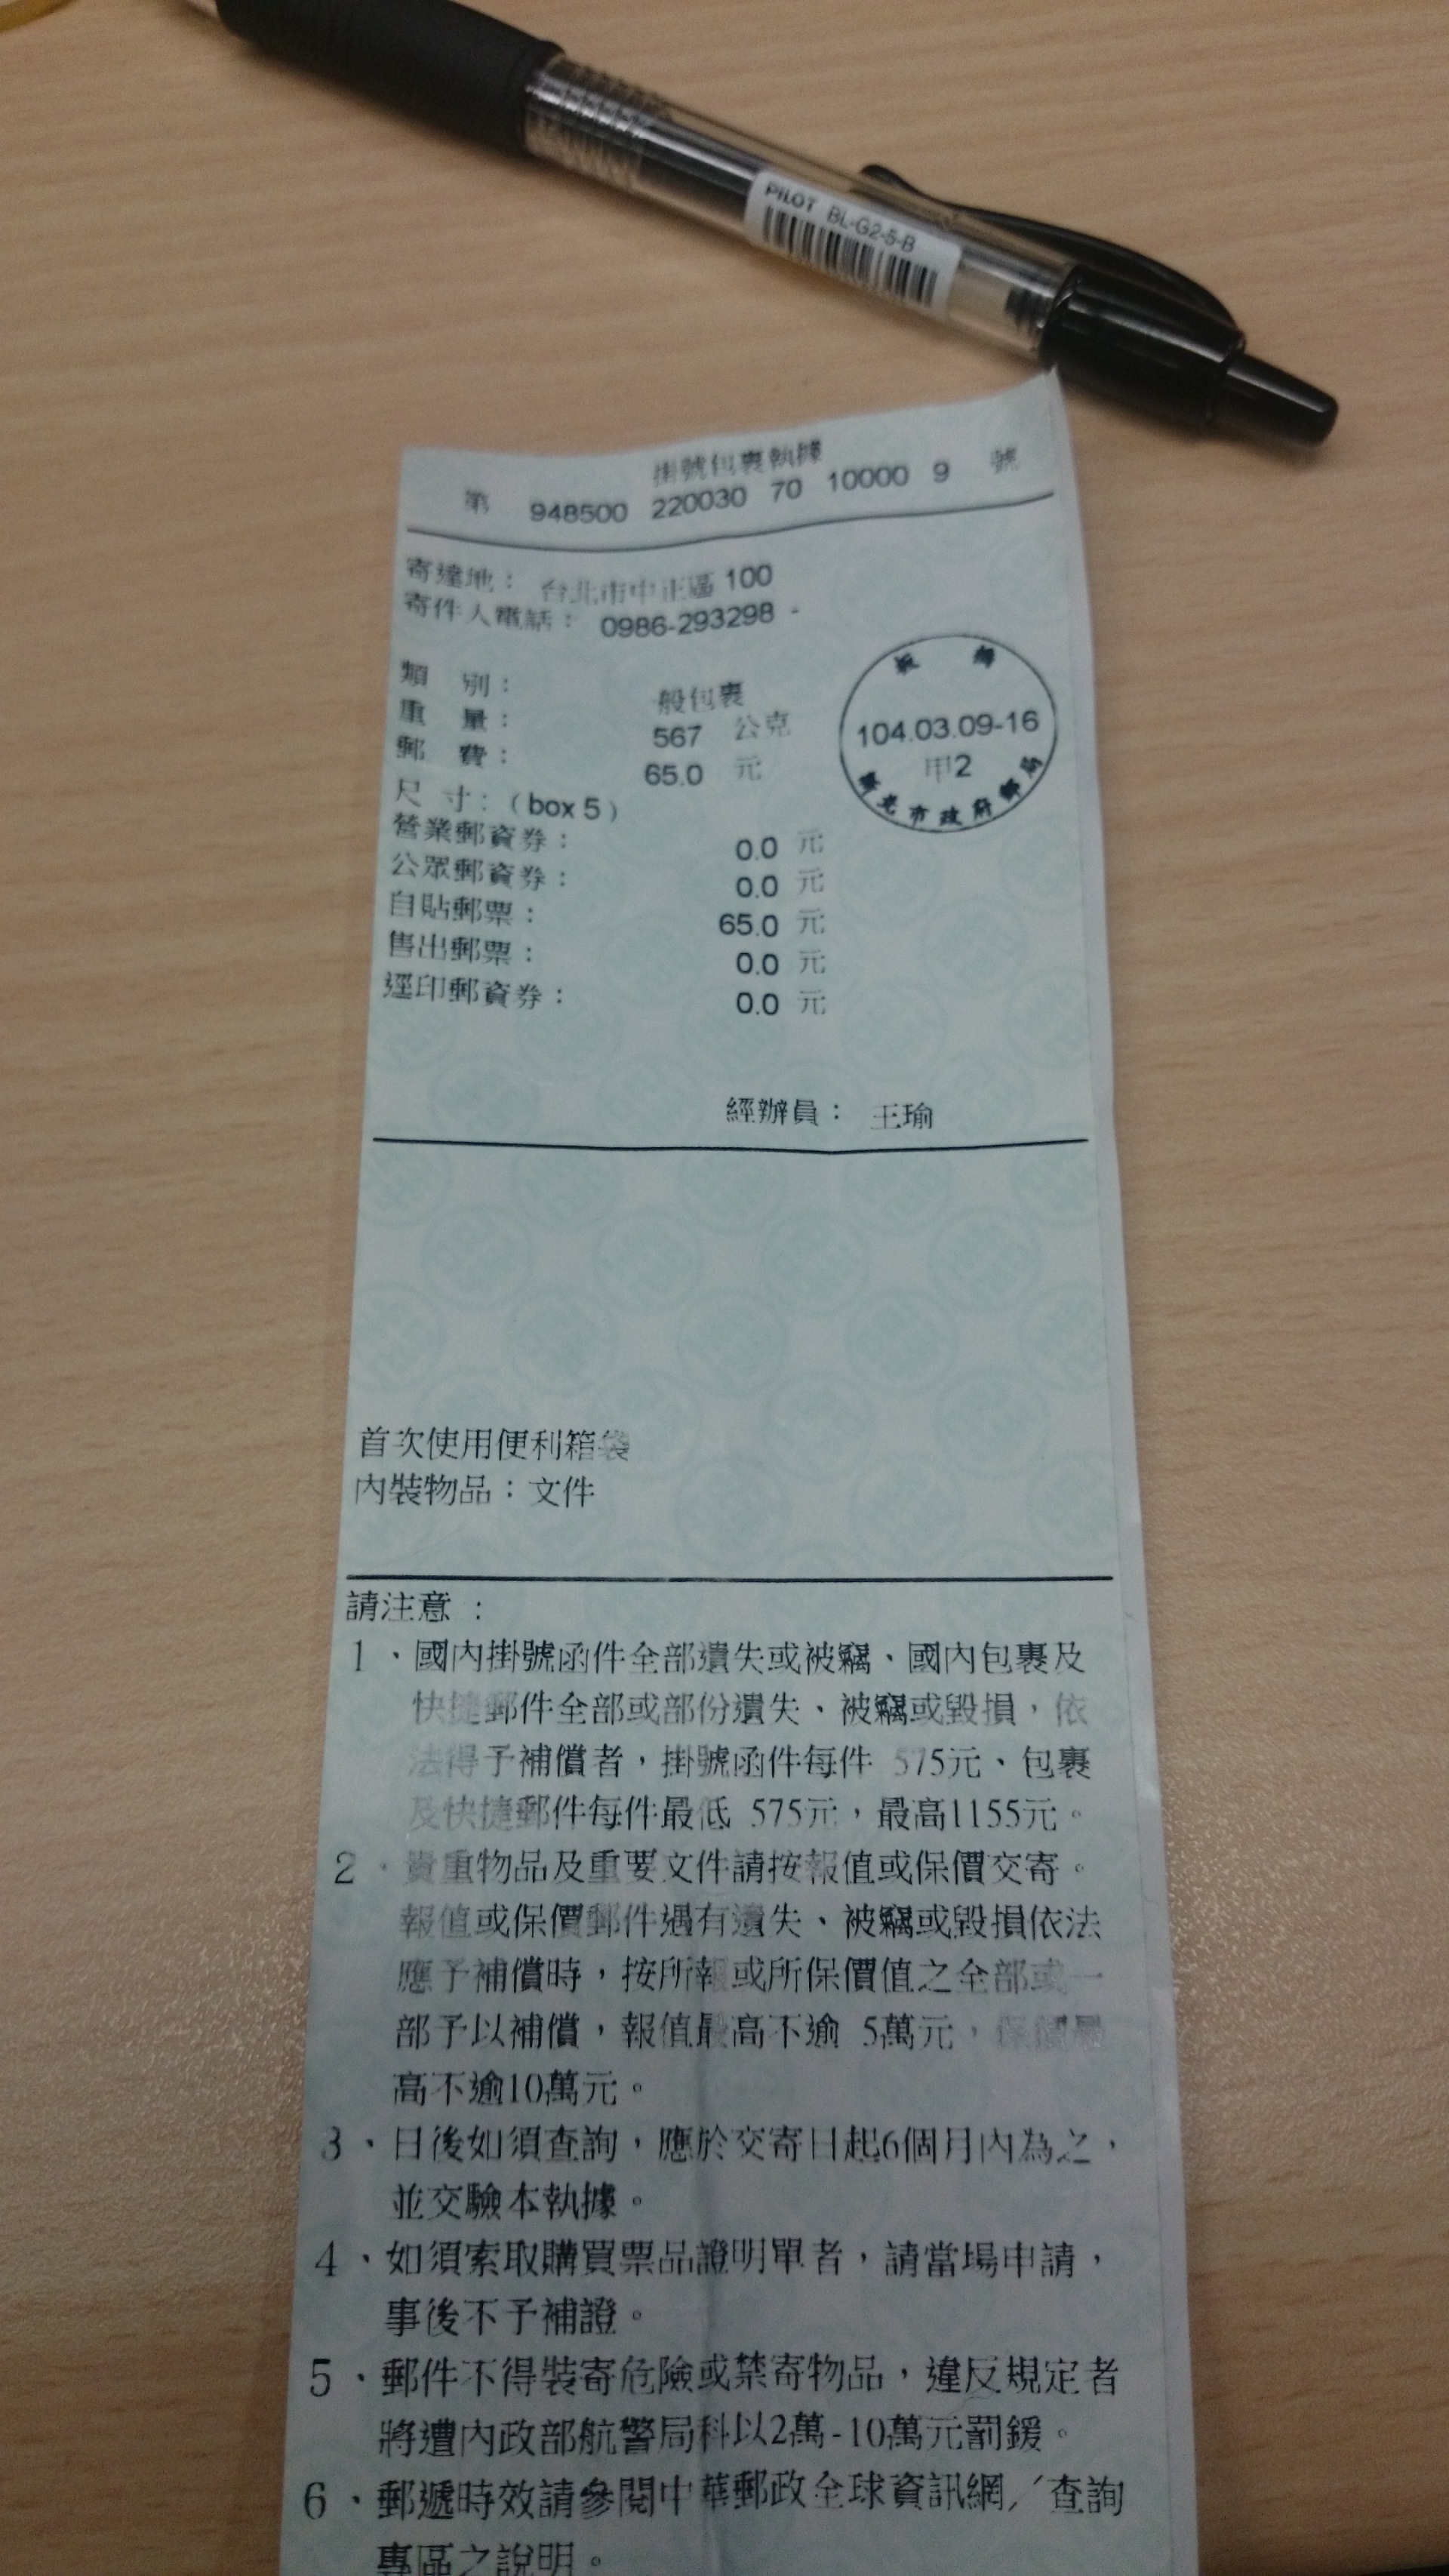 PILOT BL-G2-5-B
掛號包裹執據
第 948500 220030 70 10000 9 號
寄達地： 台北市中正區 100
寄件人電話： 0986-293298 -
類 別： 般包裹
重 量： 567 公克
郵 費： 65.0 元
尺 寸：（box 5）
104.03.09-16
甲2
市政府郵局
營業郵資券： 0.0 元
公眾郵資券： 0.0 元
自貼郵票： 65.0 元
售出郵票： 0.0 元
逕印郵資券： 0.0 元
經辦員： 王瑜
首次使用便利箱袋
內裝物品：文件
請注意：
1、國內掛號函件全部遺失或被竊、國內包裹及
快捷郵件全部或部份遺失、被竊或毀損，依
法得予補償者，掛號函件每件 575元、包裹
及快捷郵件每件最低 575元，最高1155元。
2、貴重物品及重要文件請按報值或保價交寄。
報值或保價郵件遇有遺失、被竊或毀損依法
應予補償時，按所報或所保價值之全部或一
部予以補償，報值最高不逾 5萬元，保價最
高不逾10萬元。
3、日後如須查詢，應於交寄日起6個月內為之，
並交驗本執據。
4、如須索取購買票品證明單者，請當場申請，
事後不予補證。
5、郵件不得裝寄危險或禁寄物品，違反規定者
將遭內政部航警局科以2萬-10萬元罰鍰。
6、郵遞時效請參閱中華郵政全球資訊網／查詢
專區之說明。